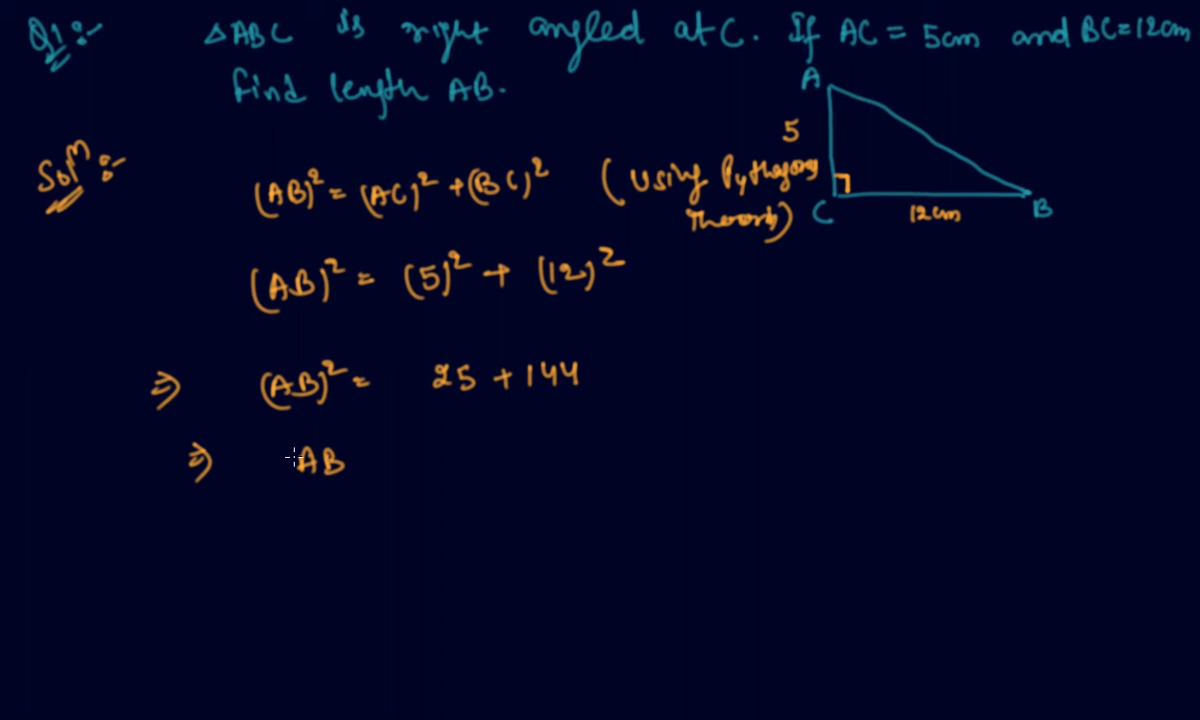 Q1:- △ABC is right angled at C. If AC = 5cm and BC=12cm
find length AB.
A
5
C
12cm
B
Solⁿ:-
(AB)² = (AC)² + (BC)² (Using Pythagoras
Theorem)
(AB)² = (5)² + (12)²
⇒ (AB)² = 25 + 144
⇒ AB